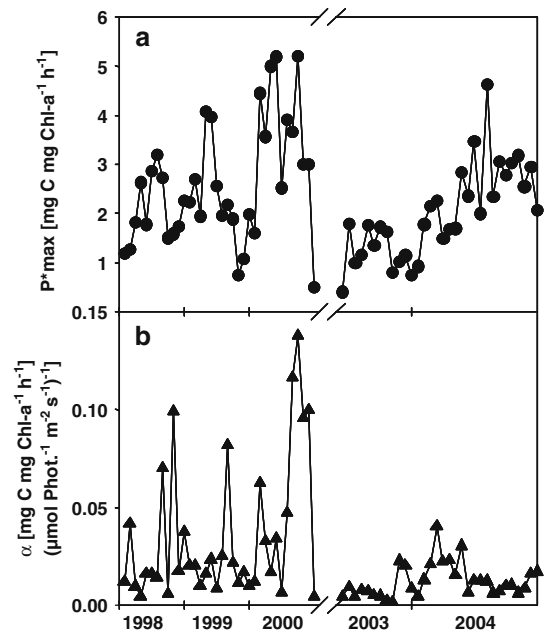 6
a
5
4
3
2
1
P*max [mg C mg Chl-a⁻¹ h⁻¹]
0.15
b
0.10
0.05
0.00
α [mg C mg Chl-a⁻¹ h⁻¹]
(µmol Phot.⁻¹ m⁻² s⁻¹)⁻¹]
1998 1999 2000 2003 2004